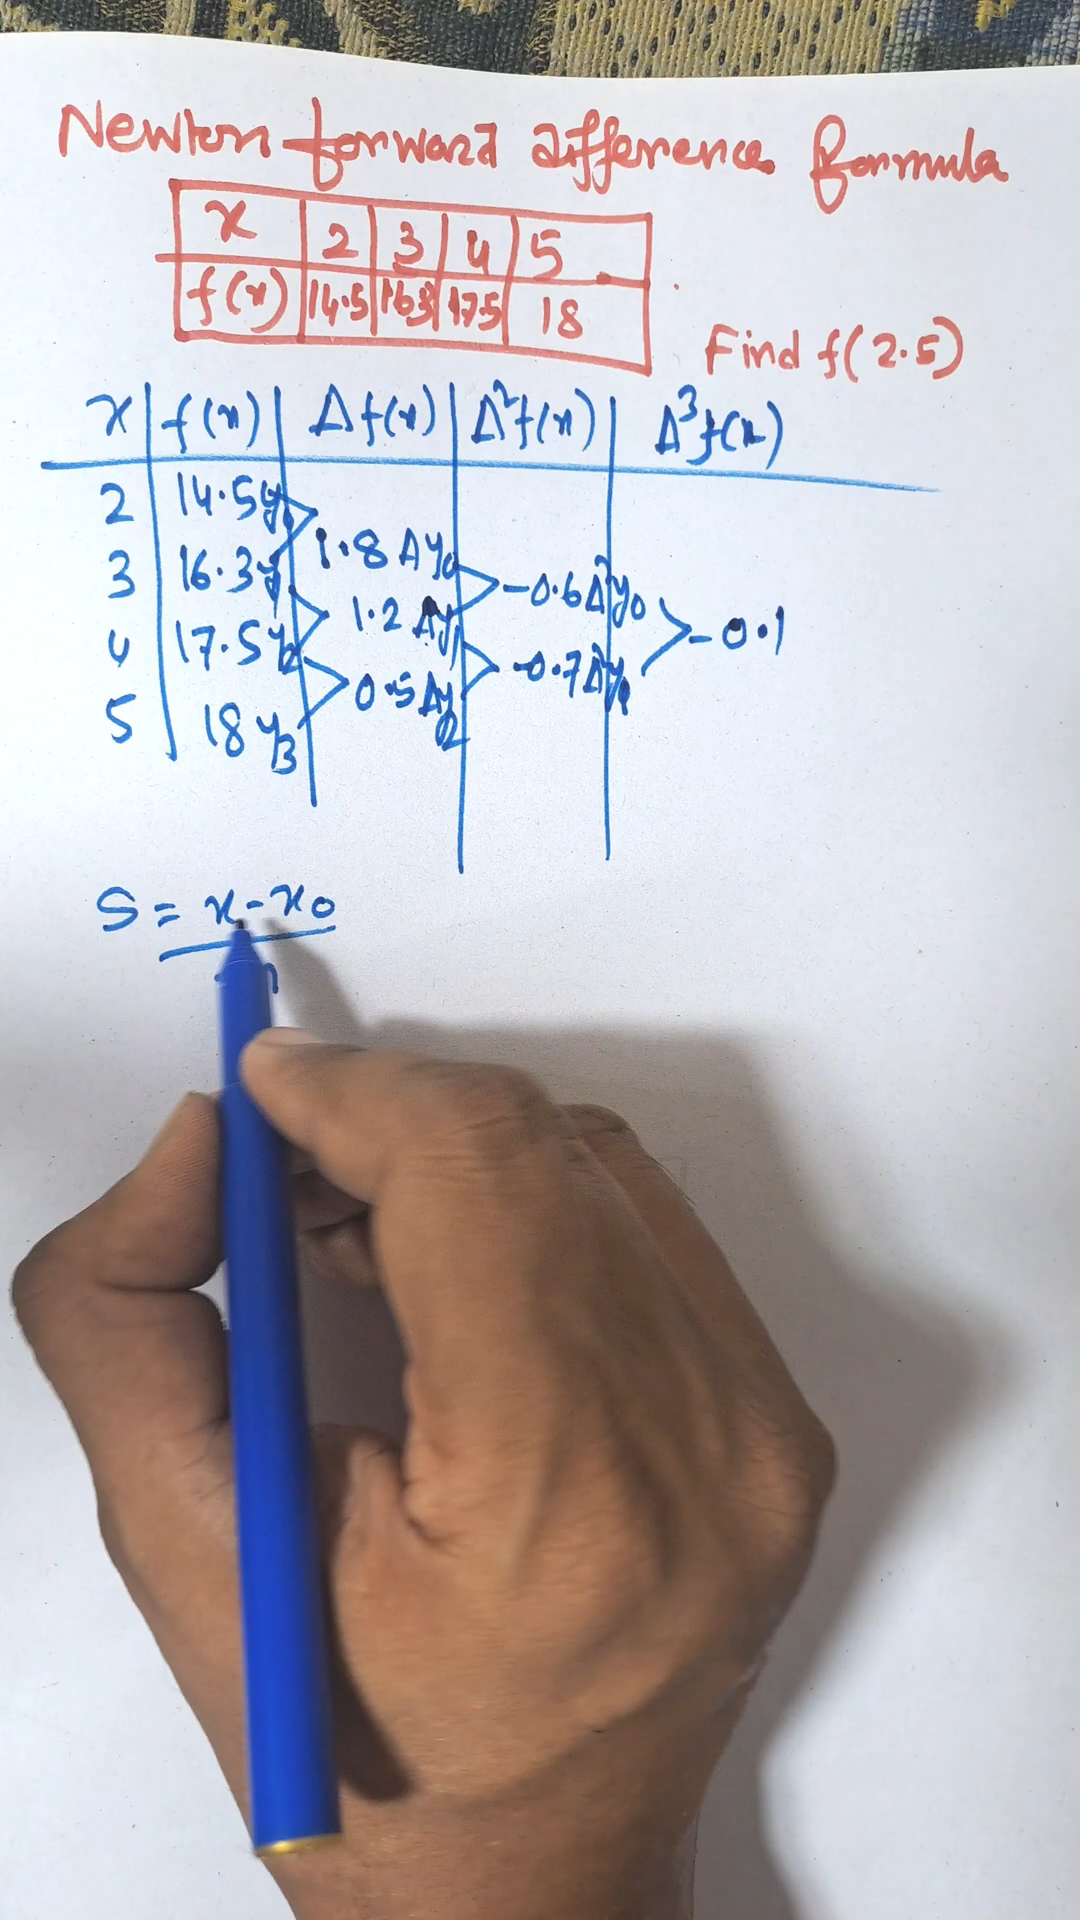 Newton forward difference formula
x 2 3 4 5
f(x) 14.5 16.3 17.5 18
Find f(2.5)
x f(x) Δf(x) Δ²f(x) Δ³f(x)
2 14.5 y₀
1.8 Δy₀
3 16.3 y₁ -0.6 Δ²y₀
1.2 Δy₁ -0.1
4 17.5 y₂ -0.7 Δ²y₁
0.5 Δy₂
5 18 y₃
S = x - x₀
h